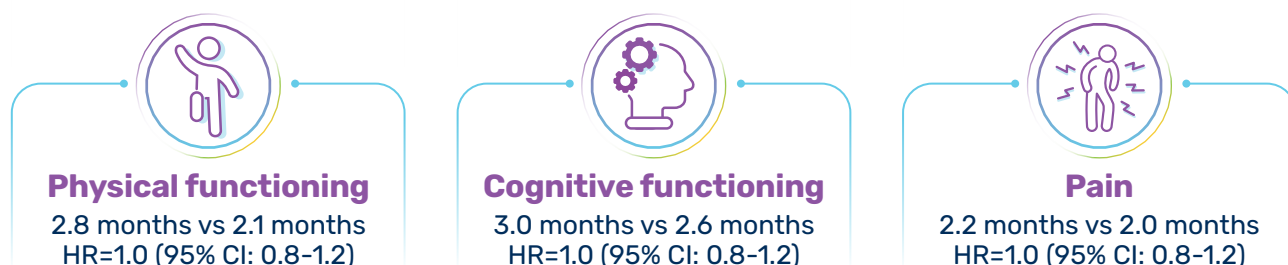 Physical functioning
2.8 months vs 2.1 months
HR=1.0 (95% CI: 0.8-1.2)
Cognitive functioning
3.0 months vs 2.6 months
HR=1.0 (95% CI: 0.8-1.2)
Pain
2.2 months vs 2.0 months
HR=1.0 (95% CI: 0.8-1.2)